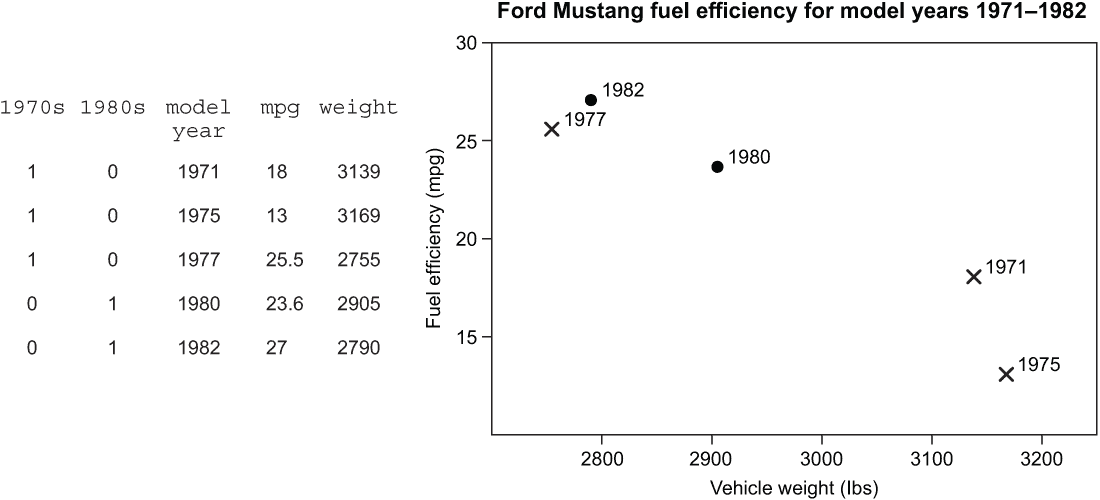 Ford Mustang fuel efficiency for model years 1971–1982
1970s 1980s model mpg weight
year
1 0 1971 18 3139
1 0 1975 13 3169
1 0 1977 25.5 2755
0 1 1980 23.6 2905
0 1 1982 27 2790
Fuel efficiency (mpg)
30
25
20
15
1982
1977
1980
1971
1975
2800 2900 3000 3100 3200
Vehicle weight (lbs)